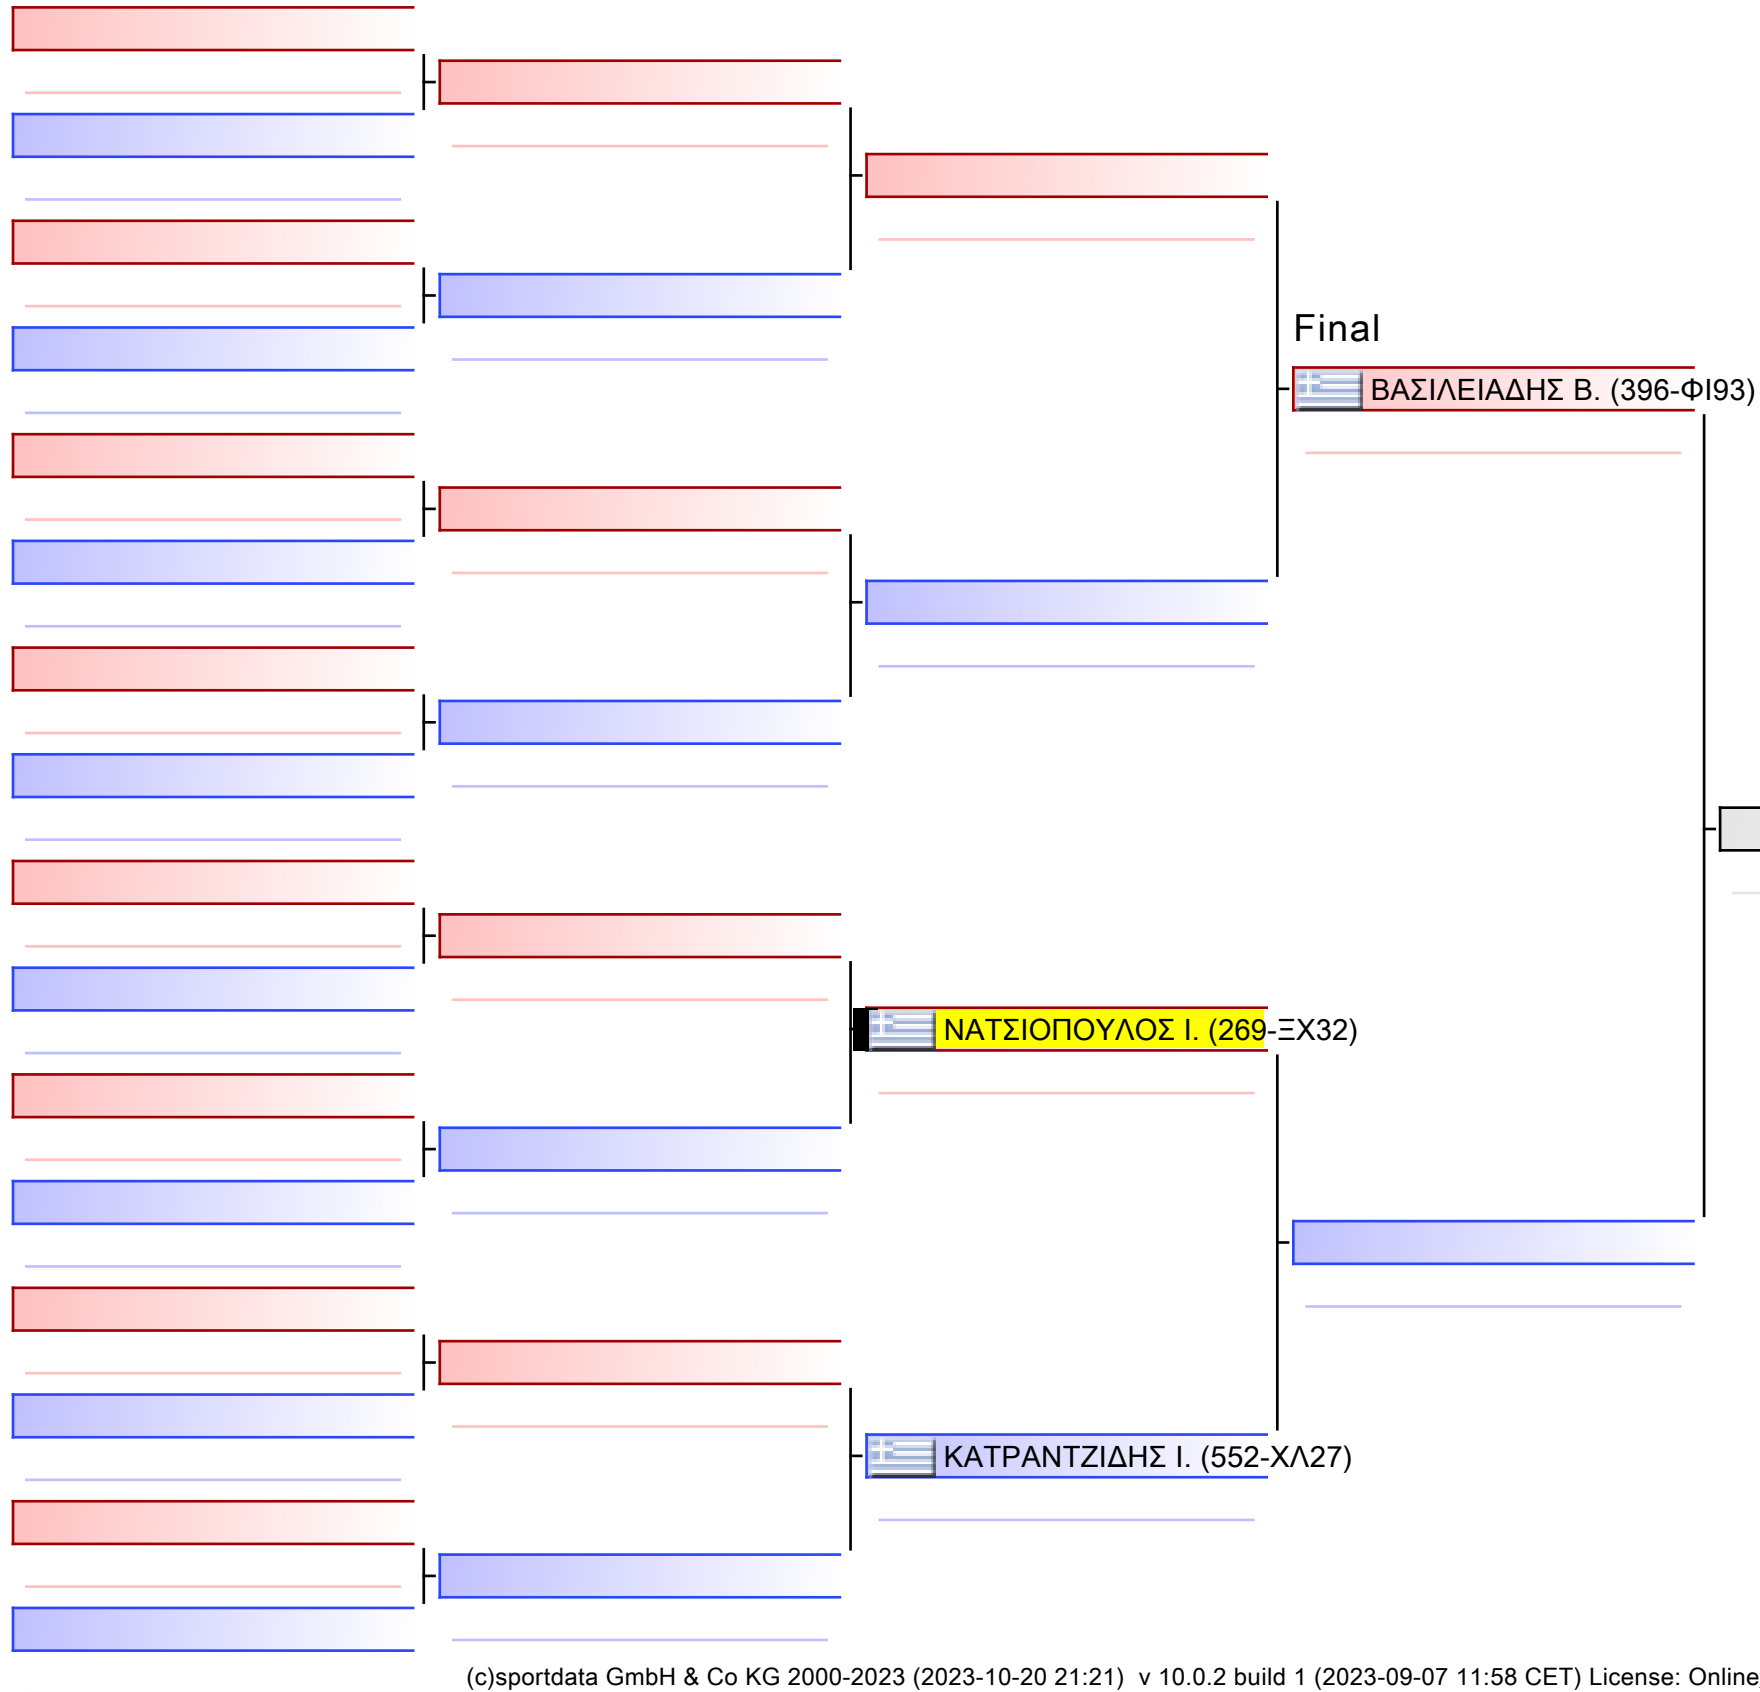 Final
ΒΑΣΙΛΕΙΑΔΗΣ Β. (396-ΦΙ93)
ΝΑΤΣΙΟΠΟΥΛΟΣ Ι. (269-ΞΧ32)
ΚΑΤΡΑΝΤΖΙΔΗΣ Ι. (552-ΧΛ27)
(c)sportdata GmbH & Co KG 2000-2023 (2023-10-20 21:21) v 10.0.2 build 1 (2023-09-07 11:58 CET) License: Online